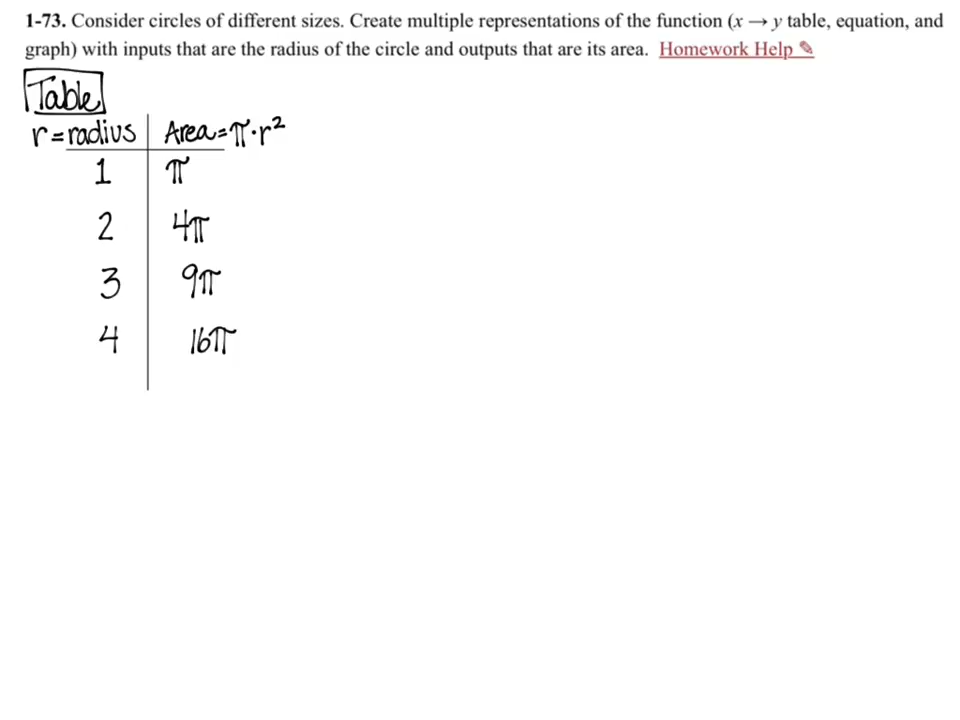 1-73. Consider circles of different sizes. Create multiple representations of the function (x → y table, equation, and
graph) with inputs that are the radius of the circle and outputs that are its area. Homework Help ✎
Table
r = radius Area = π·r²
1 π
2 4π
3 9π
4 16π